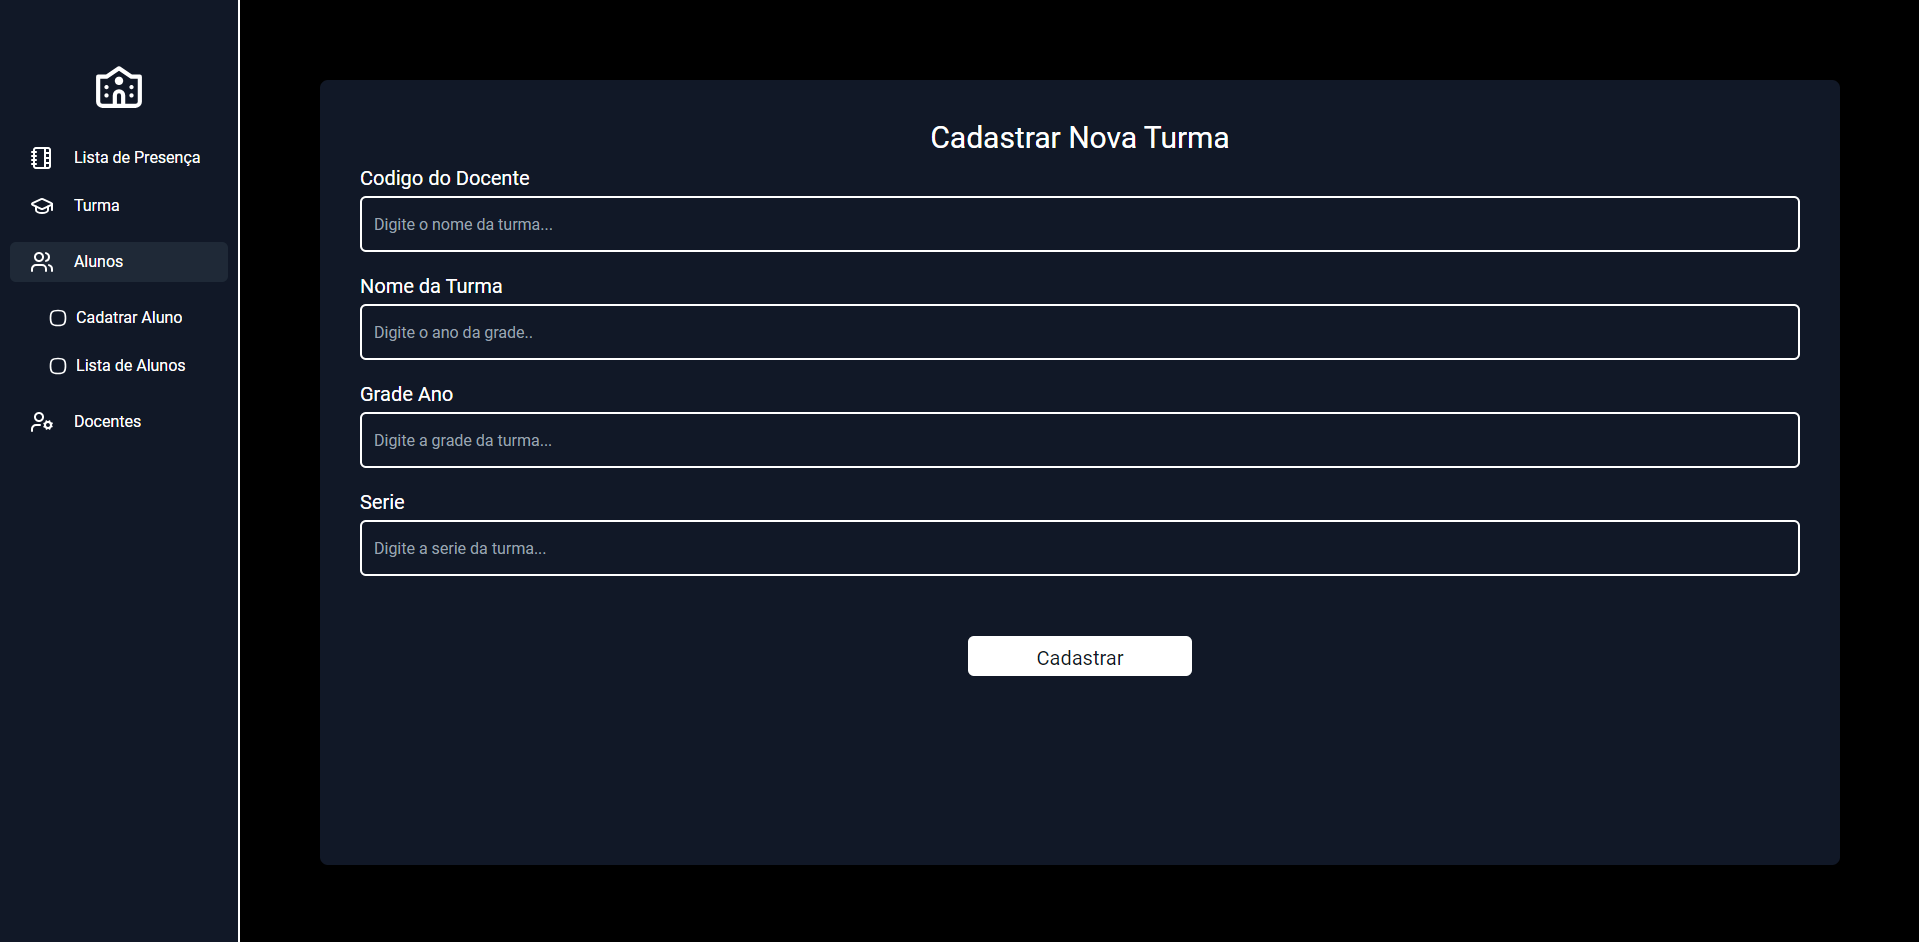 Lista de Presença
Turma
Alunos
Cadatrar Aluno
Lista de Alunos
Docentes
Cadastrar Nova Turma
Codigo do Docente
Digite o nome da turma...
Nome da Turma
Digite o ano da grade..
Grade Ano
Digite a grade da turma...
Serie
Digite a serie da turma...
Cadastrar